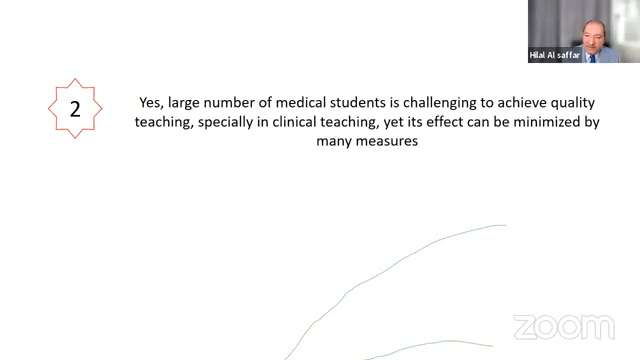 Hilal Al saffar
2
Yes, large number of medical students is challenging to achieve quality
teaching, specially in clinical teaching, yet its effect can be minimized by
many measures
zoom